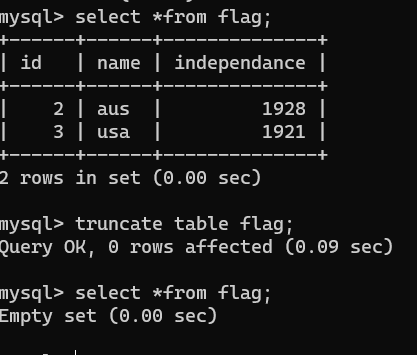 mysql> select *from flag;
+------+------+--------------+
| id   | name | independance |
+------+------+--------------+
|    2 | aus  |         1928 |
|    3 | usa  |         1921 |
+------+------+--------------+
2 rows in set (0.00 sec)
mysql> truncate table flag;
Query OK, 0 rows affected (0.09 sec)
mysql> select *from flag;
Empty set (0.00 sec)